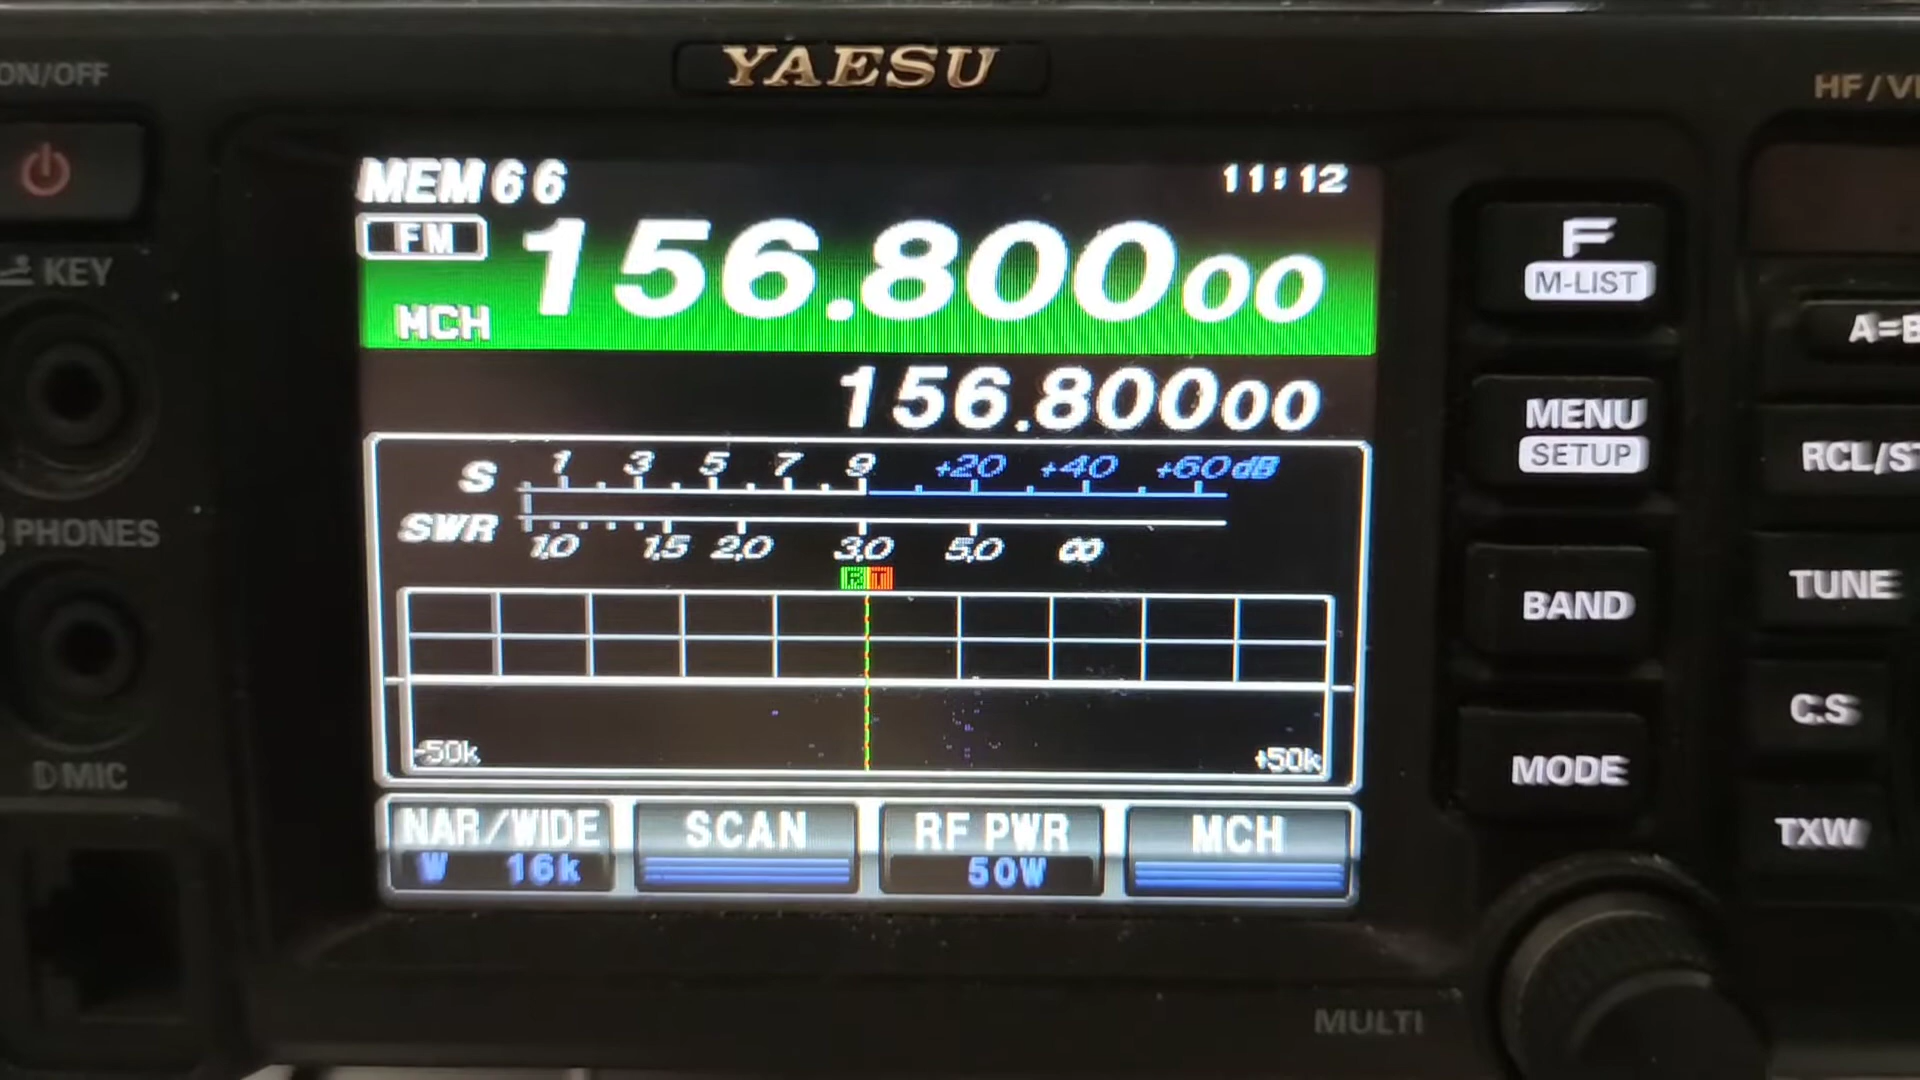 YAESU
ON/OFF
HF/V
MEM 66
11:12
FM
156.80000
MCH
156.80000
F
M-LIST
KEY
A=B
MENU
SETUP
RCL/ST
S 1 3 5 7 9 +20 +40 +60dB
SWR 1.0 1.5 2.0 3.0 5.0 ∞
PHONES
R T
TUNE
BAND
-50k +50k
C.S
MIC
MODE
NAR/WIDE SCAN RF PWR MCH
W 16k 50W
TXW
MULTI